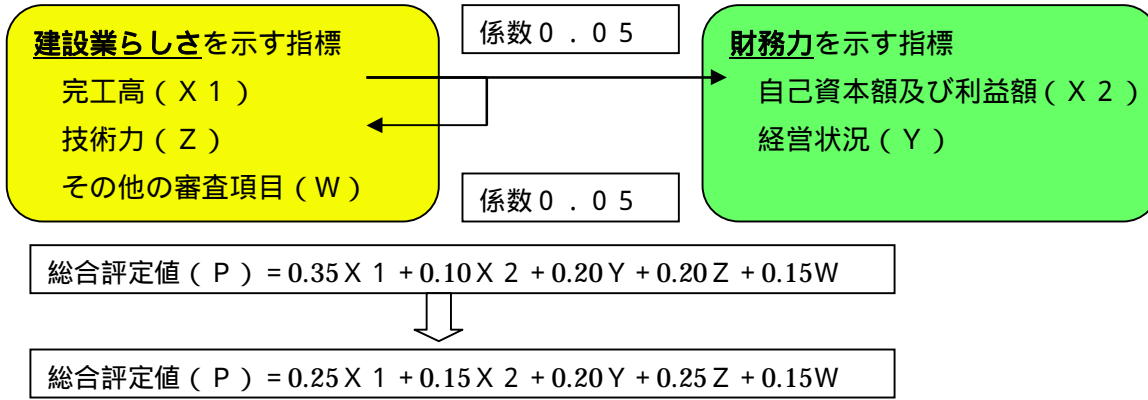 建設業らしさを示す指標
完工高(X1)
技術力(Z)
その他の審査項目(W)
係数0.05
係数0.05
財務力を示す指標
自己資本額及び利益額(X2)
経営状況(Y)
総合評定値(P)=0.35X1+0.10X2+0.20Y+0.20Z+0.15W
総合評定値(P)=0.25X1+0.15X2+0.20Y+0.25Z+0.15W